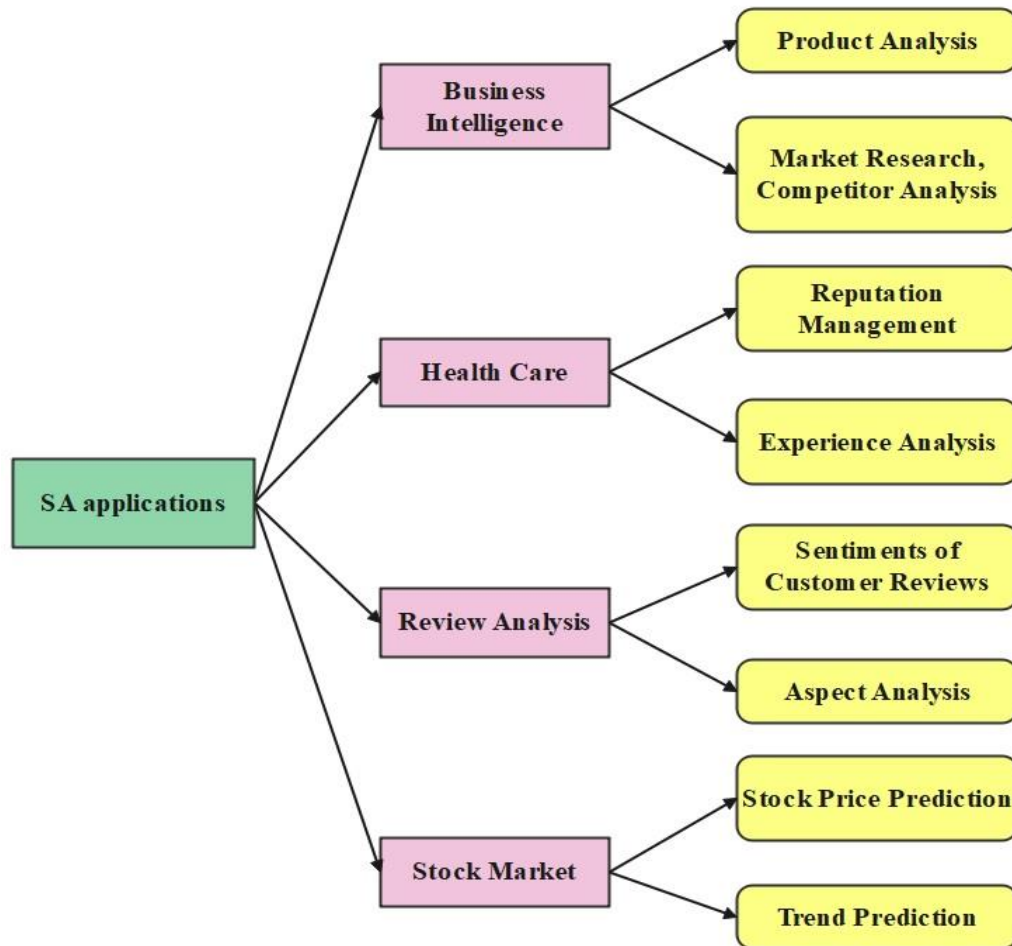 SA applications
Business
Intelligence
Product Analysis
Market Research,
Competitor Analysis
Health Care
Reputation
Management
Experience Analysis
Review Analysis
Sentiments of
Customer Reviews
Aspect Analysis
Stock Market
Stock Price Prediction
Trend Prediction